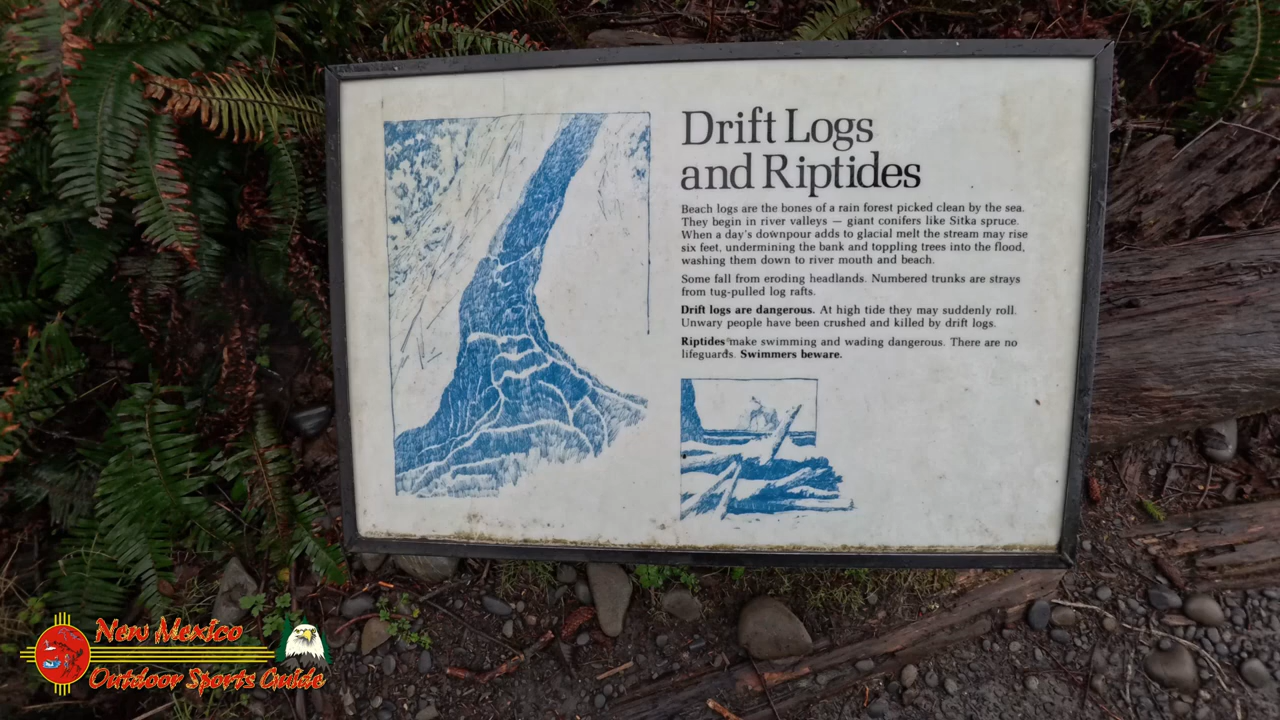 Drift Logs
and Riptides
Beach logs are the bones of a rain forest picked clean by the sea.
They begin in river valleys — giant conifers like Sitka spruce.
When a day's downpour adds to glacial melt the stream may rise
six feet, undermining the bank and toppling trees into the flood,
washing them down to river mouth and beach.
Some fall from eroding headlands. Numbered trunks are strays
from tug-pulled log rafts.
Drift logs are dangerous. At high tide they may suddenly roll.
Unwary people have been crushed and killed by drift logs.
Riptides make swimming and wading dangerous. There are no
lifeguards. Swimmers beware.
New Mexico
Outdoor Sports Guide